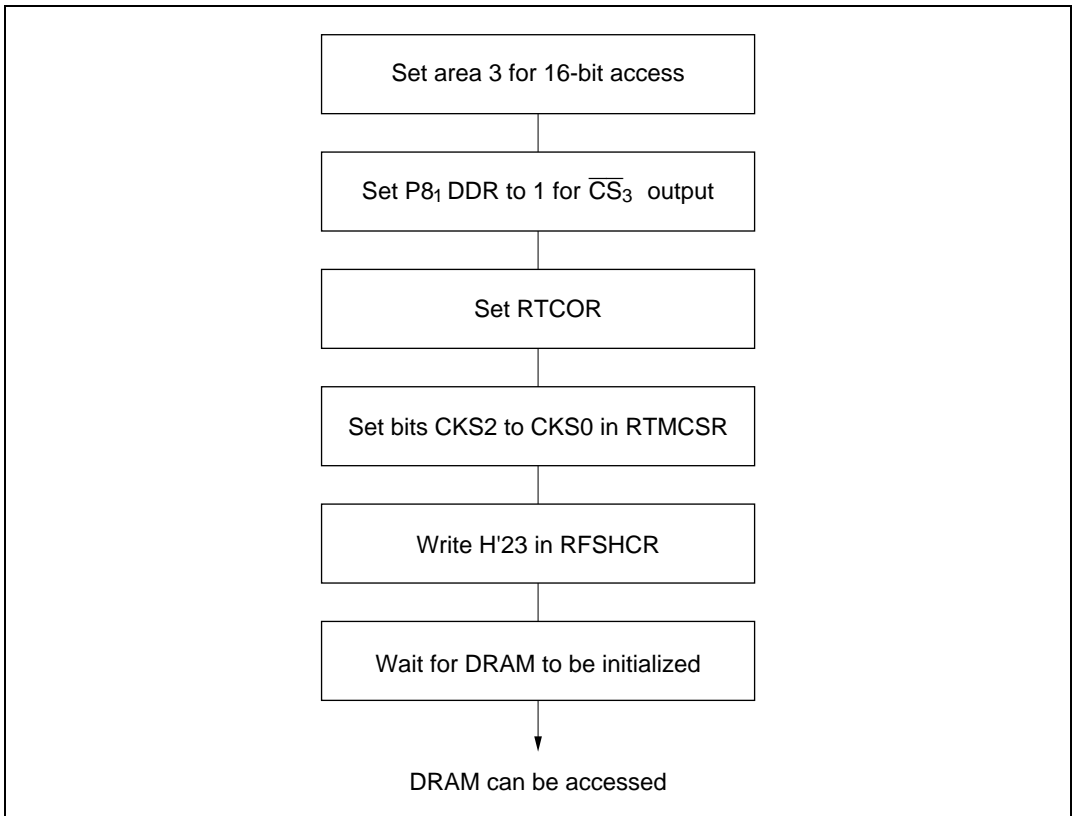 Set area 3 for 16-bit access
Set P8₁ DDR to 1 for C̅S̅₃ output
Set RTCOR
Set bits CKS2 to CKS0 in RTMCSR
Write H'23 in RFSHCR
Wait for DRAM to be initialized
DRAM can be accessed